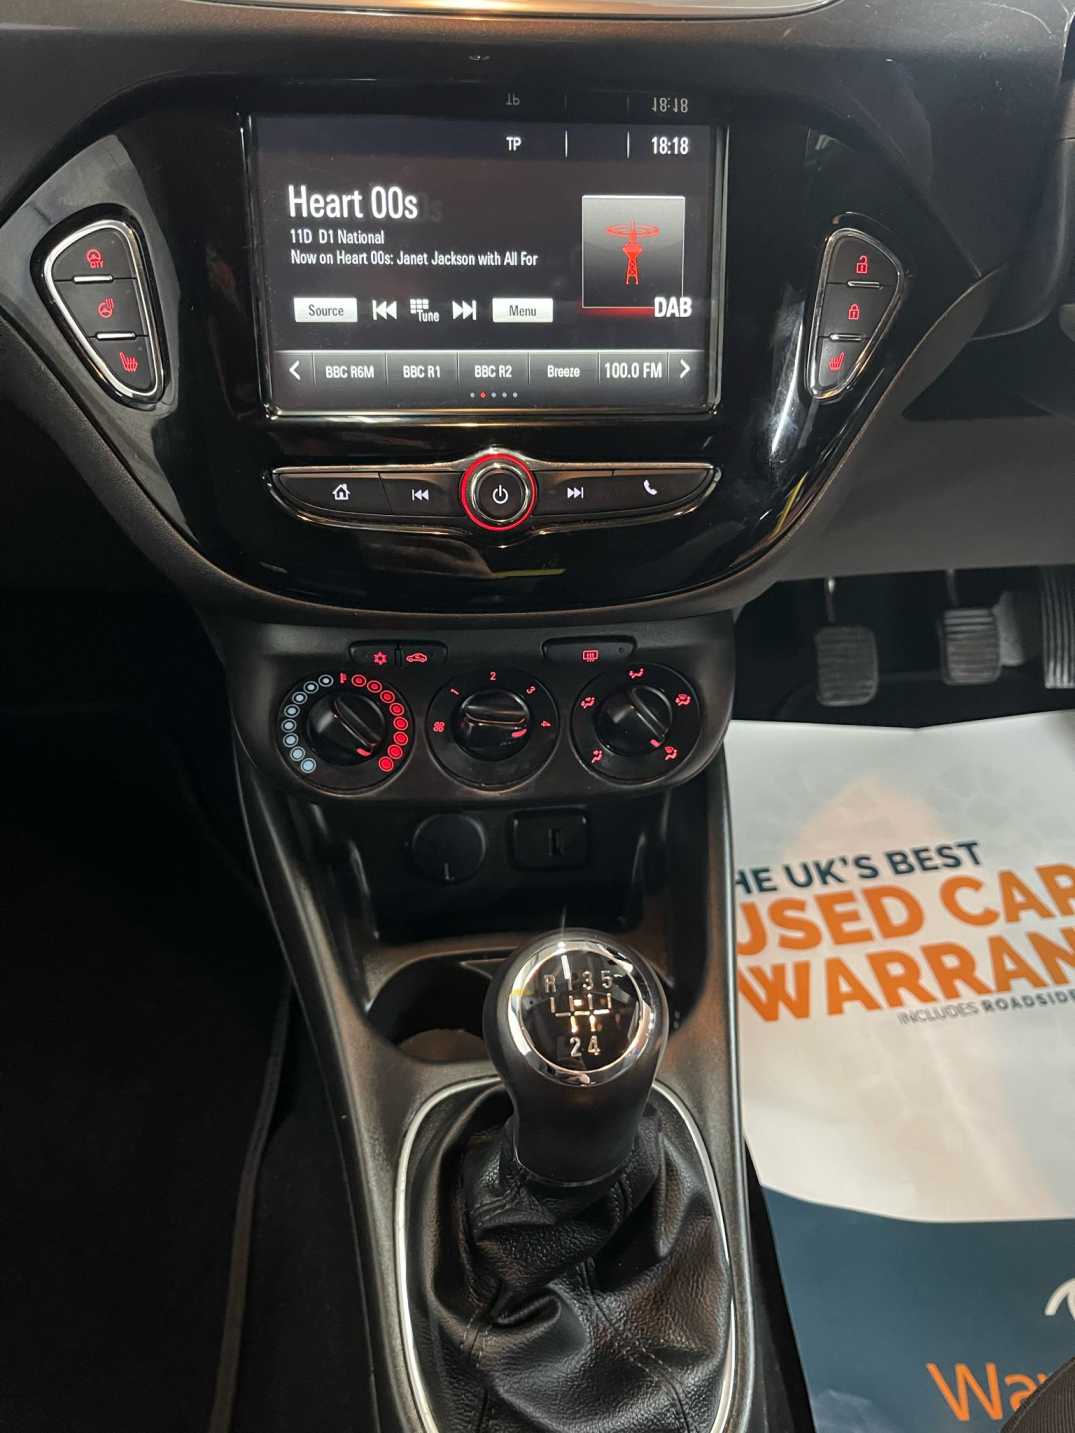 TP 18:18
Heart 00s
11D D1 National
Now on Heart 00s: Janet Jackson with All For
Source
Tune
Menu
DAB
BBC R6M BBC R1 BBC R2 Breeze 100.0 FM
CITY
1 2 3 4
R 1 3 5
2 4
HE UK'S BEST
USED CAR
WARRAN
INCLUDES ROADSIDE
Wa